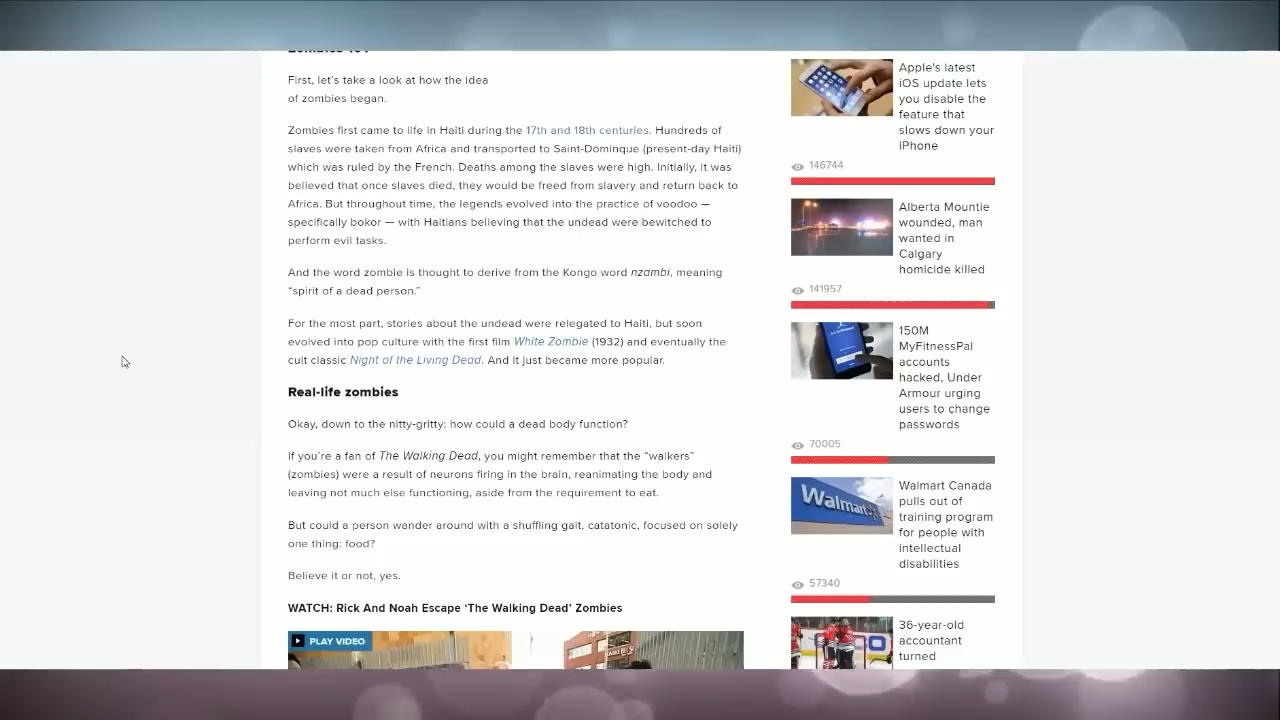 First, let's take a look at how the idea
of zombies began.
Zombies first came to life in Haiti during the 17th and 18th centuries. Hundreds of
slaves were taken from Africa and transported to Saint-Dominque (present-day Haiti)
which was ruled by the French. Deaths among the slaves were high. Initially, it was
believed that once slaves died, they would be freed from slavery and return back to
Africa. But throughout time, the legends evolved into the practice of voodoo —
specifically bokor — with Haitians believing that the undead were bewitched to
perform evil tasks.
And the word zombie is thought to derive from the Kongo word nzambi, meaning
“spirit of a dead person.”
For the most part, stories about the undead were relegated to Haiti, but soon
evolved into pop culture with the first film White Zombie (1932) and eventually the
cult classic Night of the Living Dead. And it just became more popular.
Real-life zombies
Okay, down to the nitty-gritty: how could a dead body function?
If you're a fan of The Walking Dead, you might remember that the “walkers”
(zombies) were a result of neurons firing in the brain, reanimating the body and
leaving not much else functioning, aside from the requirement to eat.
But could a person wander around with a shuffling gait, catatonic, focused on solely
one thing: food?
Believe it or not, yes.
WATCH: Rick And Noah Escape ‘The Walking Dead’ Zombies
PLAY VIDEO
Apple's latest
iOS update lets
you disable the
feature that
slows down your
iPhone
146744
Alberta Mountie
wounded, man
wanted in
Calgary
homicide killed
141957
150M
MyFitnessPal
accounts
hacked, Under
Armour urging
users to change
passwords
70005
Walmart
Walmart Canada
pulls out of
training program
for people with
intellectual
disabilities
57340
36-year-old
accountant
turned